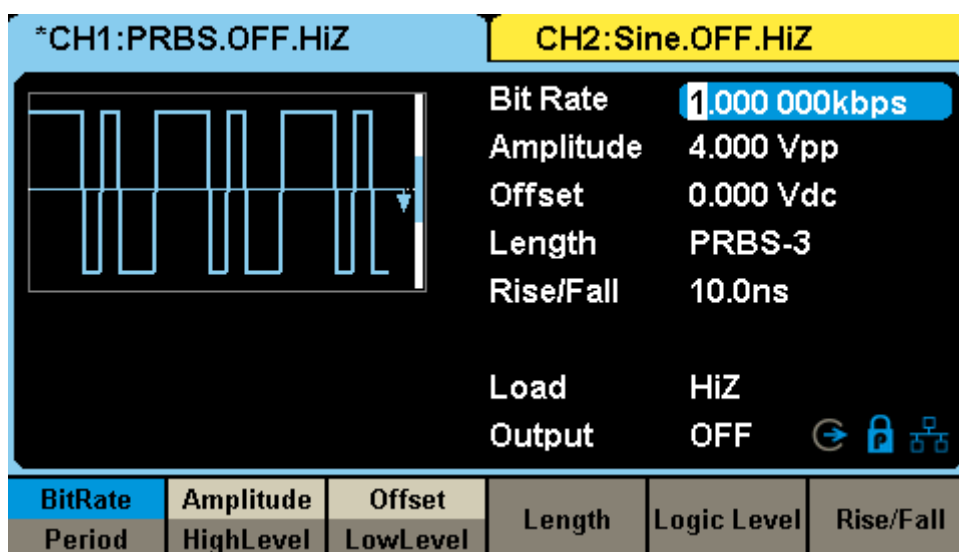 *CH1:PRBS.OFF.HiZ
CH2:Sine.OFF.HiZ
Bit Rate 1.000 000kbps
Amplitude 4.000 Vpp
Offset 0.000 Vdc
Length PRBS-3
Rise/Fall 10.0ns
Load HiZ
Output OFF
P
BitRate Amplitude Offset Length Logic Level Rise/Fall
Period HighLevel LowLevel